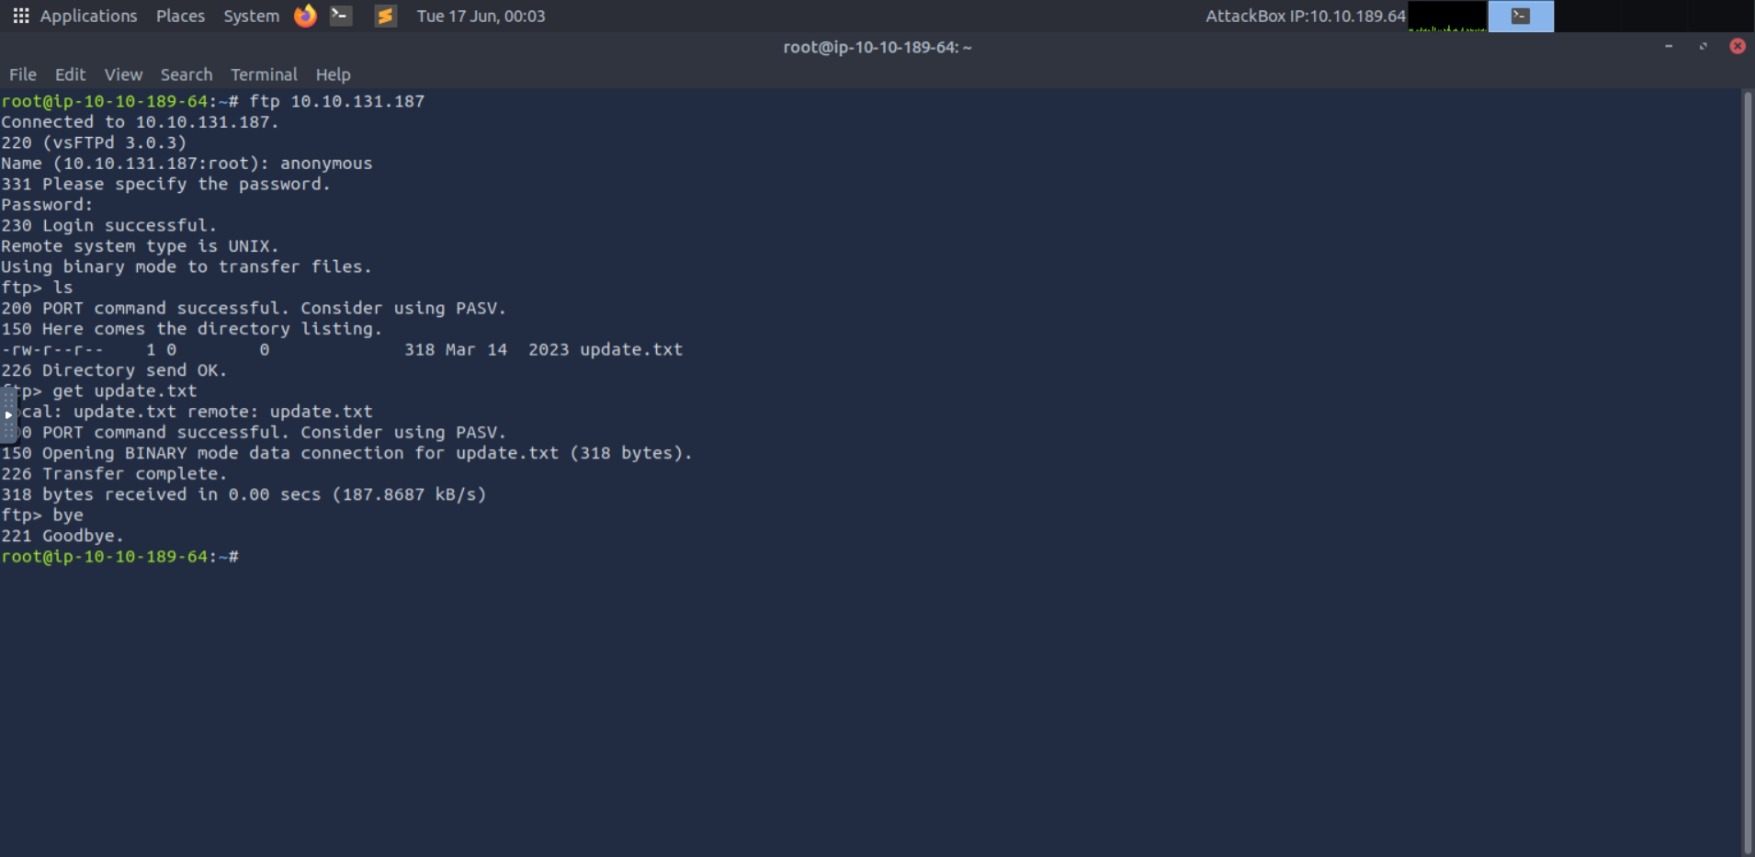 Applications Places System Tue 17 Jun, 00:03 AttackBox IP:10.10.189.64
root@ip-10-10-189-64: ~
File Edit View Search Terminal Help
root@ip-10-10-189-64:~# ftp 10.10.131.187
Connected to 10.10.131.187.
220 (vsFTPd 3.0.3)
Name (10.10.131.187:root): anonymous
331 Please specify the password.
Password:
230 Login successful.
Remote system type is UNIX.
Using binary mode to transfer files.
ftp> ls
200 PORT command successful. Consider using PASV.
150 Here comes the directory listing.
-rw-r--r--    1 0        0             318 Mar 14  2023 update.txt
226 Directory send OK.
ftp> get update.txt
cal: update.txt remote: update.txt
0 PORT command successful. Consider using PASV.
150 Opening BINARY mode data connection for update.txt (318 bytes).
226 Transfer complete.
318 bytes received in 0.00 secs (187.8687 kB/s)
ftp> bye
221 Goodbye.
root@ip-10-10-189-64:~#